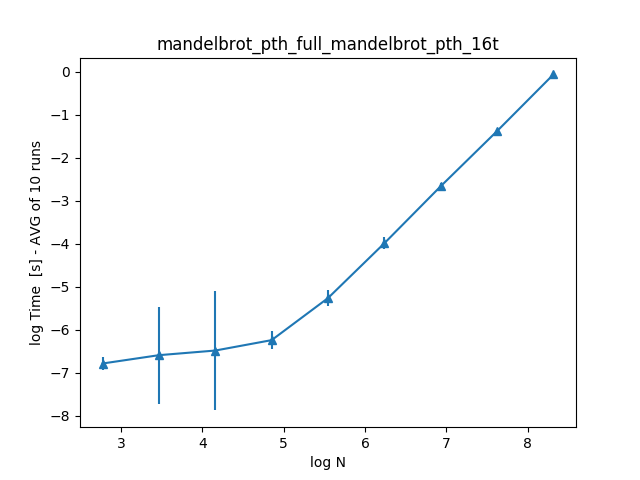 mandelbrot_pth_full_mandelbrot_pth_16t
0
−1
−2
−3
−4
−5
−6
−7
−8
log Time  [s] - AVG of 10 runs
3 4 5 6 7 8
log N